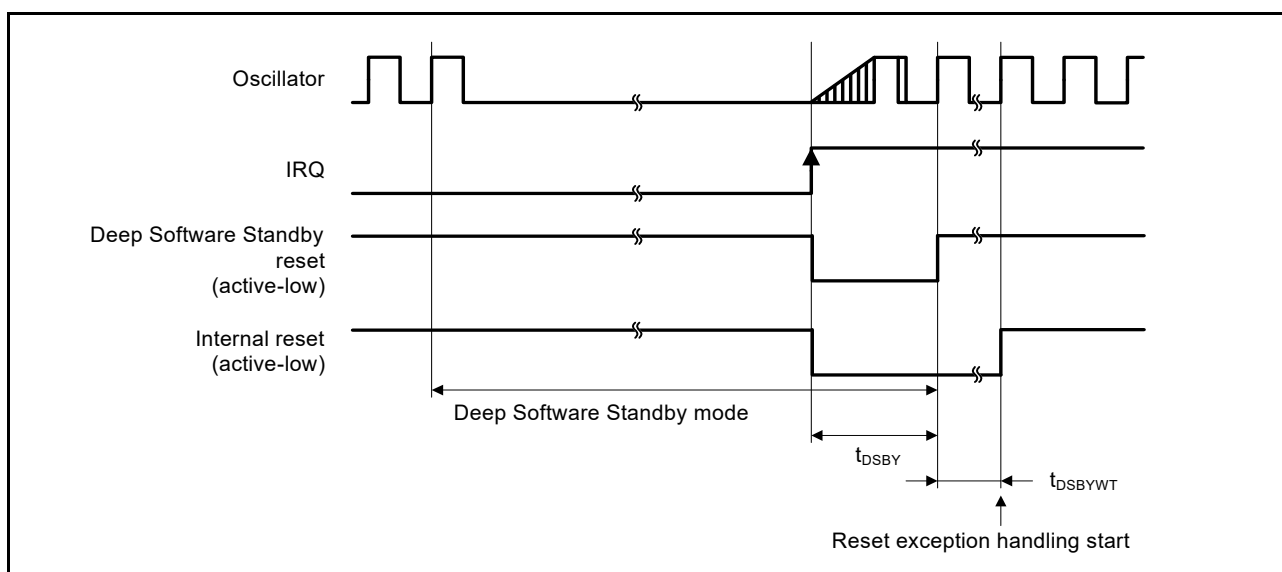 Oscillator
IRQ
Deep Software Standby
reset
(active-low)
Internal reset
(active-low)
Deep Software Standby mode
tDSBY
tDSBYWT
Reset exception handling start